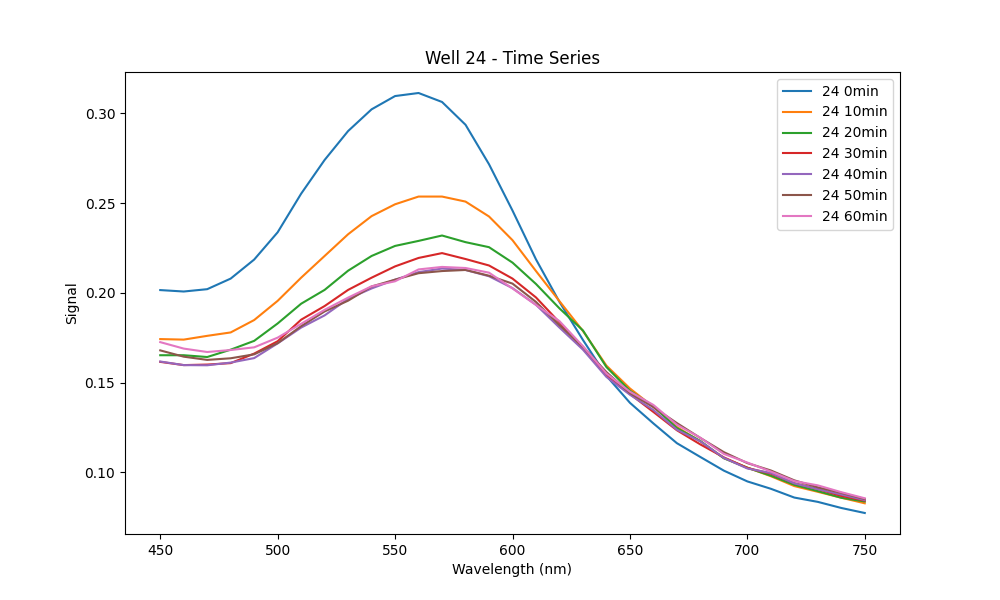 Well 24 - Time Series
Signal
0.30
0.25
0.20
0.15
0.10
24 0min
24 10min
24 20min
24 30min
24 40min
24 50min
24 60min
450 500 550 600 650 700 750
Wavelength (nm)